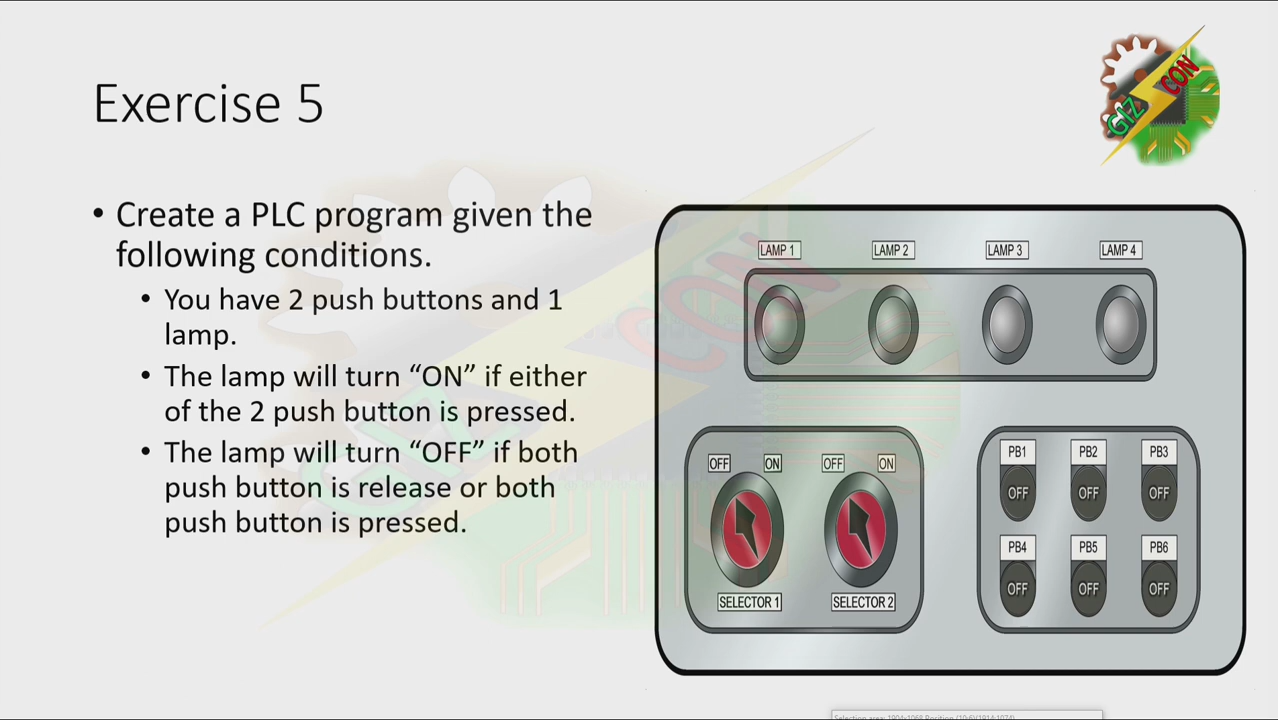 Exercise 5
GIZ
CON
• Create a PLC program given the
following conditions.
• You have 2 push buttons and 1
lamp.
• The lamp will turn “ON” if either
of the 2 push button is pressed.
• The lamp will turn “OFF” if both
push button is release or both
push button is pressed.
LAMP 1 LAMP 2 LAMP 3 LAMP 4
OFF ON OFF ON
SELECTOR 1 SELECTOR 2
PB1 PB2 PB3
OFF OFF OFF
PB4 PB5 PB6
OFF OFF OFF
GIZ
CON